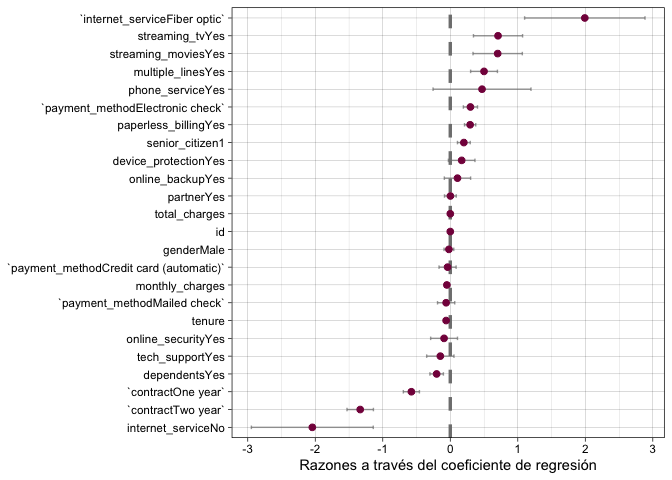 `internet_serviceFiber optic`
streaming_tvYes
streaming_moviesYes
multiple_linesYes
phone_serviceYes
`payment_methodElectronic check`
paperless_billingYes
senior_citizen1
device_protectionYes
online_backupYes
partnerYes
total_charges
id
genderMale
`payment_methodCredit card (automatic)`
monthly_charges
`payment_methodMailed check`
tenure
online_securityYes
tech_supportYes
dependentsYes
`contractOne year`
`contractTwo year`
internet_serviceNo
-3 -2 -1 0 1 2 3
Razones a través del coeficiente de regresión